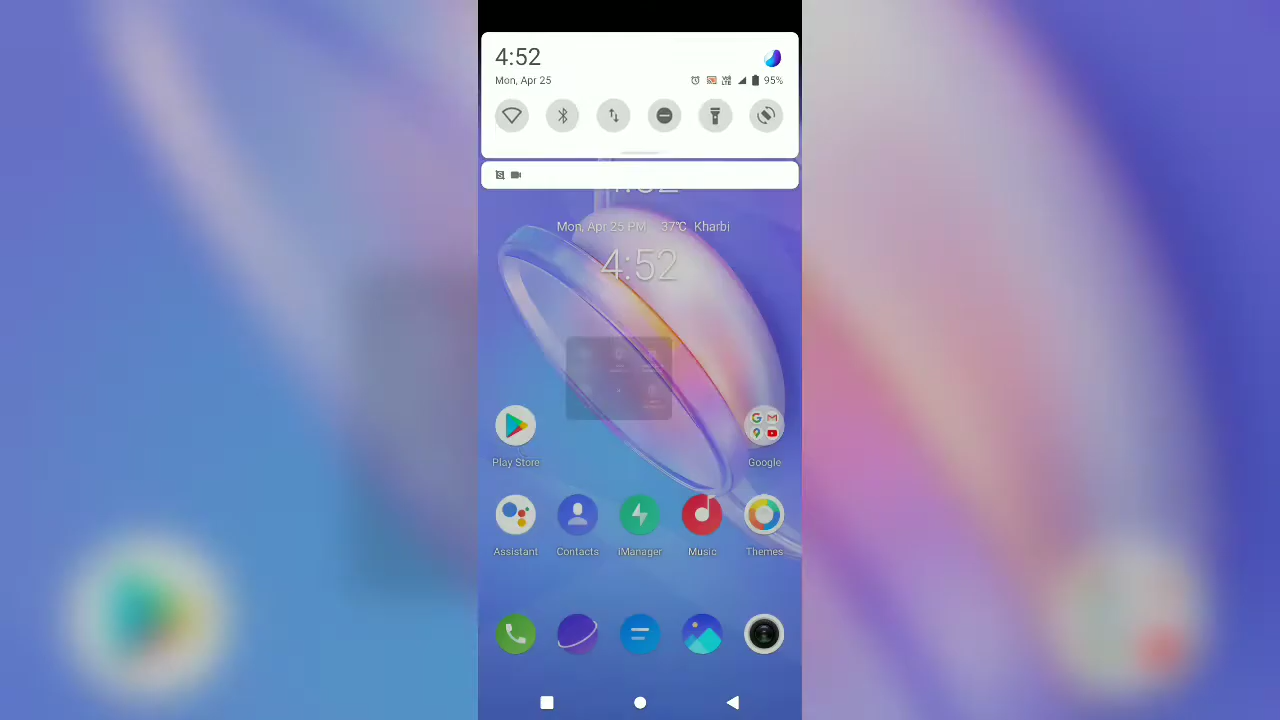 4:52
Mon, Apr 25
95%
Mon, Apr 25 PM 37°C Kharbi
4:52
Play Store
Google
Assistant
Contacts
iManager
Music
Themes